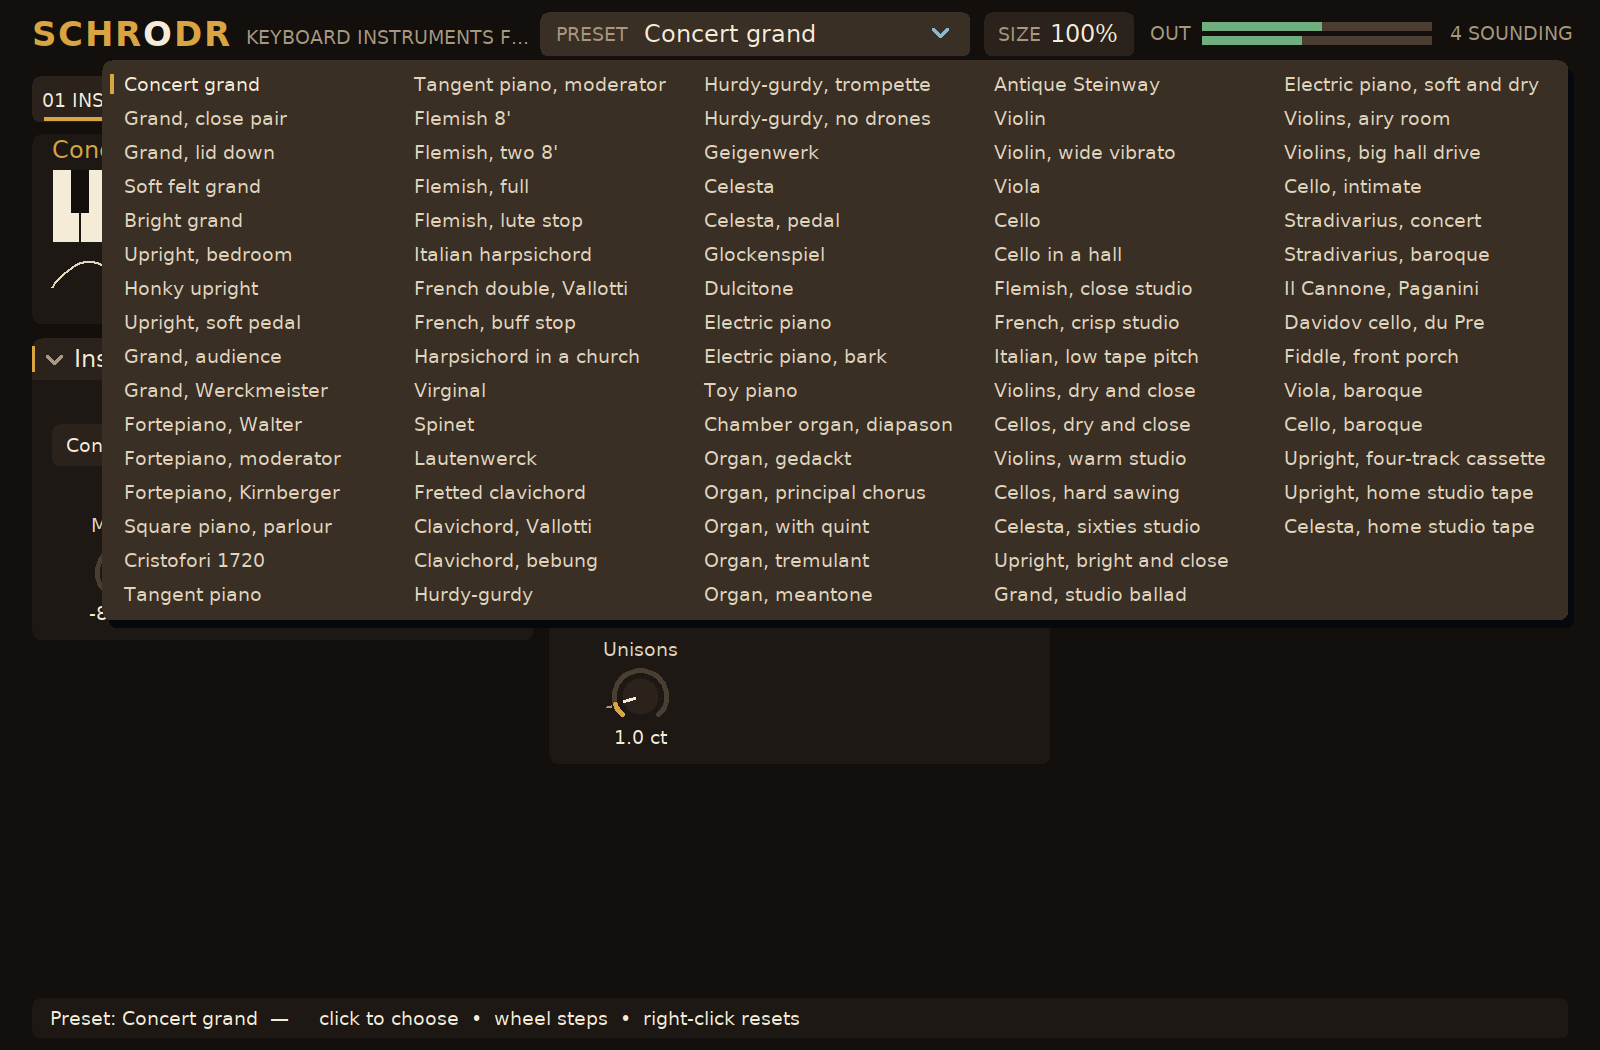 SCHRODR KEYBOARD INSTRUMENTS F... PRESET Concert grand SIZE 100% OUT 4 SOUNDING
01 INS
Concert grand
Grand, close pair
Grand, lid down
Soft felt grand
Bright grand
Upright, bedroom
Honky upright
Upright, soft pedal
Grand, audience
Grand, Werckmeister
Fortepiano, Walter
Fortepiano, moderator
Fortepiano, Kirnberger
Square piano, parlour
Cristofori 1720
Tangent piano
Tangent piano, moderator
Flemish 8'
Flemish, two 8'
Flemish, full
Flemish, lute stop
Italian harpsichord
French double, Vallotti
French, buff stop
Harpsichord in a church
Virginal
Spinet
Lautenwerck
Fretted clavichord
Clavichord, Vallotti
Clavichord, bebung
Hurdy-gurdy
Hurdy-gurdy, trompette
Hurdy-gurdy, no drones
Geigenwerk
Celesta
Celesta, pedal
Glockenspiel
Dulcitone
Electric piano
Electric piano, bark
Toy piano
Chamber organ, diapason
Organ, gedackt
Organ, principal chorus
Organ, with quint
Organ, tremulant
Organ, meantone
Antique Steinway
Violin
Violin, wide vibrato
Viola
Cello
Cello in a hall
Flemish, close studio
French, crisp studio
Italian, low tape pitch
Violins, dry and close
Cellos, dry and close
Violins, warm studio
Cellos, hard sawing
Celesta, sixties studio
Upright, bright and close
Grand, studio ballad
Electric piano, soft and dry
Violins, airy room
Violins, big hall drive
Cello, intimate
Stradivarius, concert
Stradivarius, baroque
Il Cannone, Paganini
Davidov cello, du Pre
Fiddle, front porch
Viola, baroque
Cello, baroque
Upright, four-track cassette
Upright, home studio tape
Celesta, home studio tape
Conc
Ins
Con
M
-8
Unisons
1.0 ct
Preset: Concert grand — click to choose • wheel steps • right-click resets